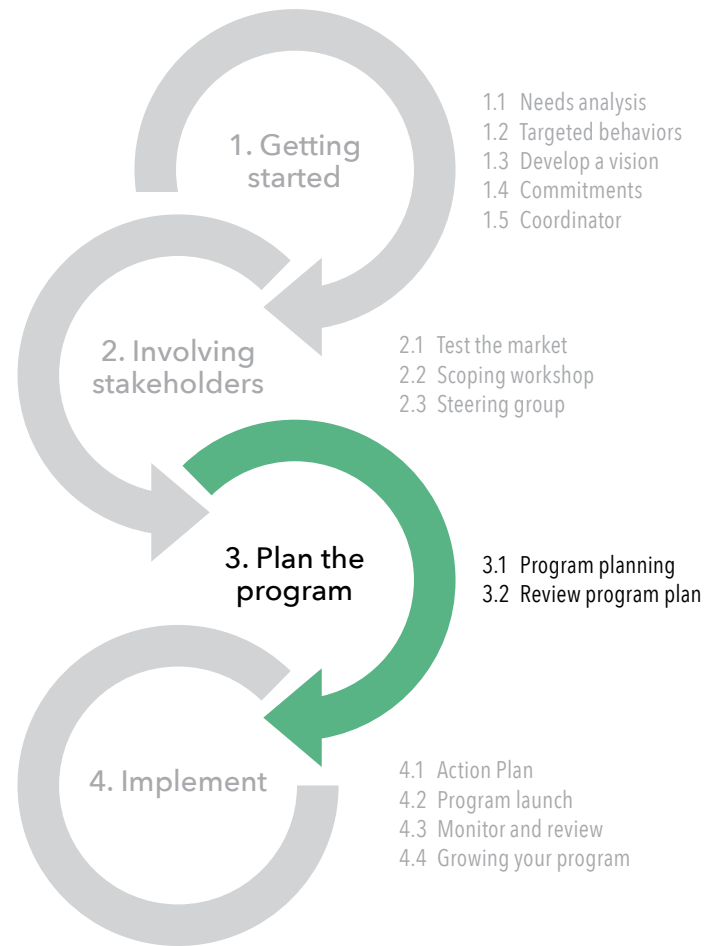 1. Getting
started
1.1 Needs analysis
1.2 Targeted behaviors
1.3 Develop a vision
1.4 Commitments
1.5 Coordinator
2. Involving
stakeholders
2.1 Test the market
2.2 Scoping workshop
2.3 Steering group
3. Plan the
program
3.1 Program planning
3.2 Review program plan
4. Implement
4.1 Action Plan
4.2 Program launch
4.3 Monitor and review
4.4 Growing your program